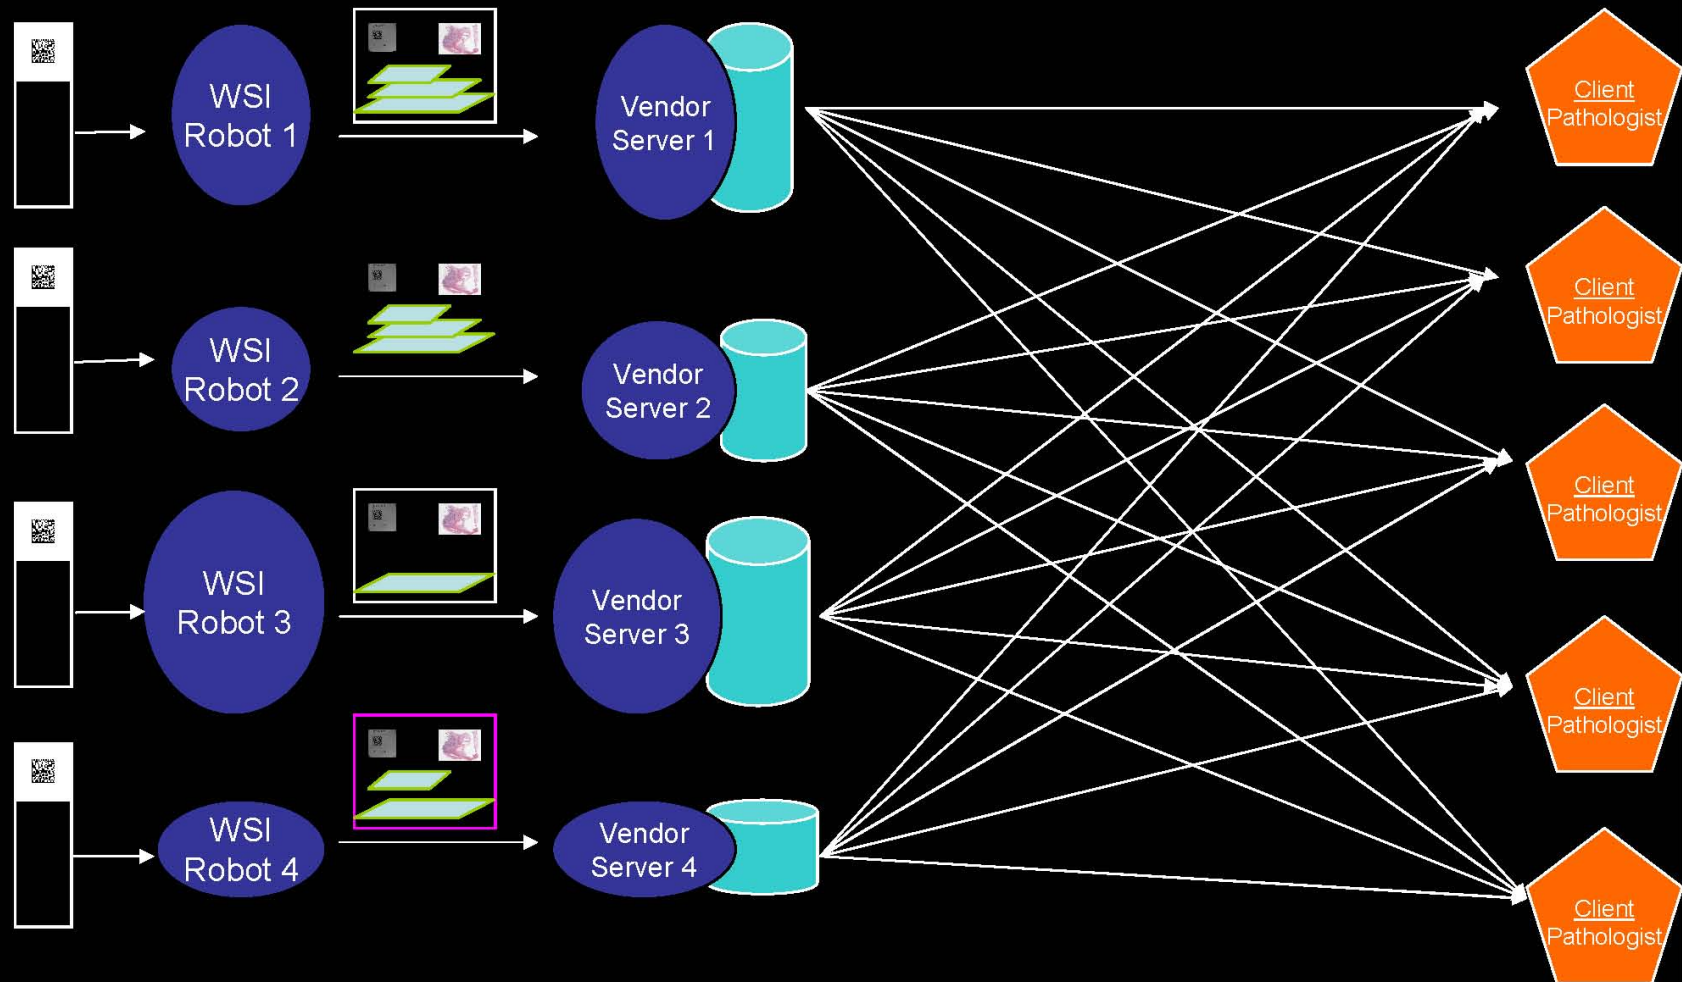 WSI
Robot 1
Vendor
Server 1
Client
Pathologist
WSI
Robot 2
Vendor
Server 2
Client
Pathologist
WSI
Robot 3
Vendor
Server 3
Client
Pathologist
WSI
Robot 4
Vendor
Server 4
Client
Pathologist
Client
Pathologist